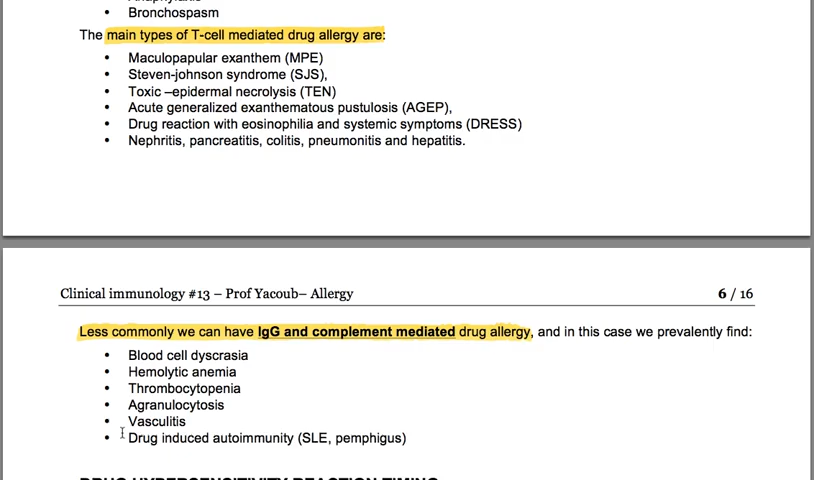 • Bronchospasm
The main types of T-cell mediated drug allergy are:
• Maculopapular exanthem (MPE)
• Steven-johnson syndrome (SJS),
• Toxic –epidermal necrolysis (TEN)
• Acute generalized exanthematous pustulosis (AGEP),
• Drug reaction with eosinophilia and systemic symptoms (DRESS)
• Nephritis, pancreatitis, colitis, pneumonitis and hepatitis.
Clinical immunology #13 – Prof Yacoub– Allergy 6 / 16
Less commonly we can have IgG and complement mediated drug allergy, and in this case we prevalently find:
• Blood cell dyscrasia
• Hemolytic anemia
• Thrombocytopenia
• Agranulocytosis
• Vasculitis
• Drug induced autoimmunity (SLE, pemphigus)
DRUG HYPERSENSITIVITY REACTION TIMING